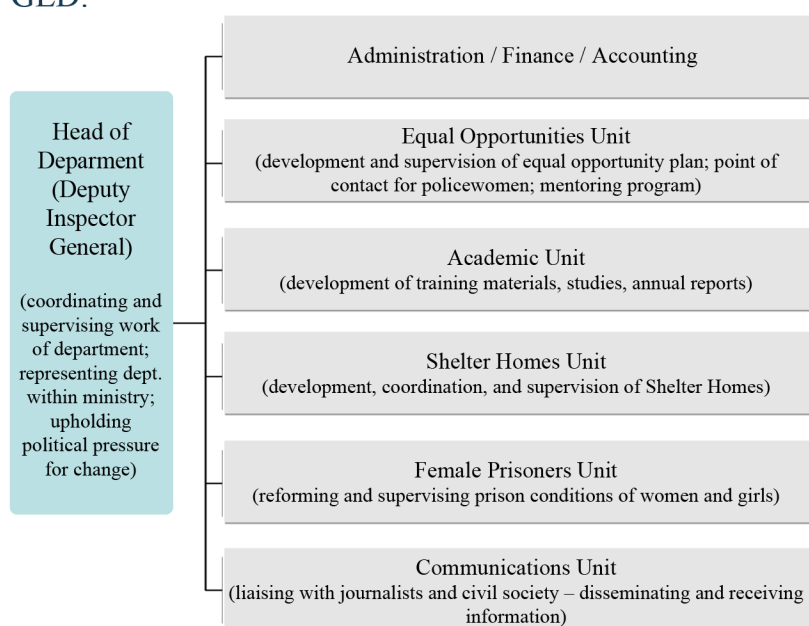 GED.
Head of
Deparment
(Deputy
Inspector
General)
(coordinating and
supervising work
of department;
representing dept.
within ministry;
upholding
political pressure
for change)
Administration / Finance / Accounting
Equal Opportunities Unit
(development and supervision of equal opportunity plan; point of
contact for policewomen; mentoring program)
Academic Unit
(development of training materials, studies, annual reports)
Shelter Homes Unit
(development, coordination, and supervision of Shelter Homes)
Female Prisoners Unit
(reforming and supervising prison conditions of women and girls)
Communications Unit
(liaising with journalists and civil society – disseminating and receiving
information)